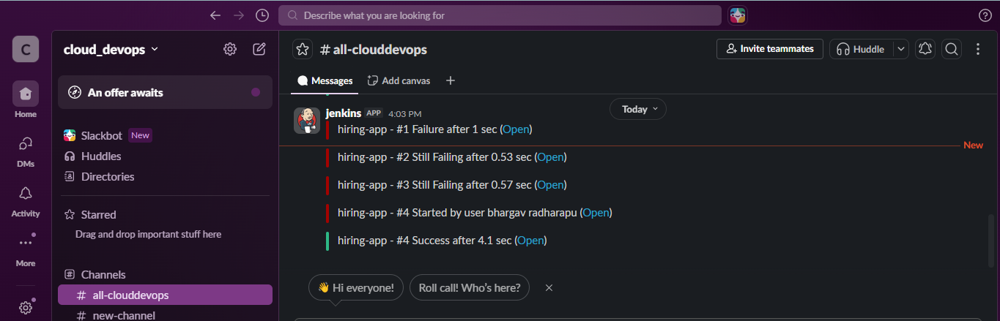 Describe what you are looking for
C
cloud_devops
An offer awaits
Home
Slackbot New
Huddles
DMs
Directories
Activity
Starred
Drag and drop important stuff here
More
Channels
# all-clouddevops
# new-channel
# all-clouddevops
Invite teammates
Huddle
Messages
Add canvas
Today
jenkins APP 4:03 PM
hiring-app - #1 Failure after 1 sec (Open)
New
hiring-app - #2 Still Failing after 0.53 sec (Open)
hiring-app - #3 Still Failing after 0.57 sec (Open)
hiring-app - #4 Started by user bhargav radharapu (Open)
hiring-app - #4 Success after 4.1 sec (Open)
👋 Hi everyone!
Roll call! Who's here?